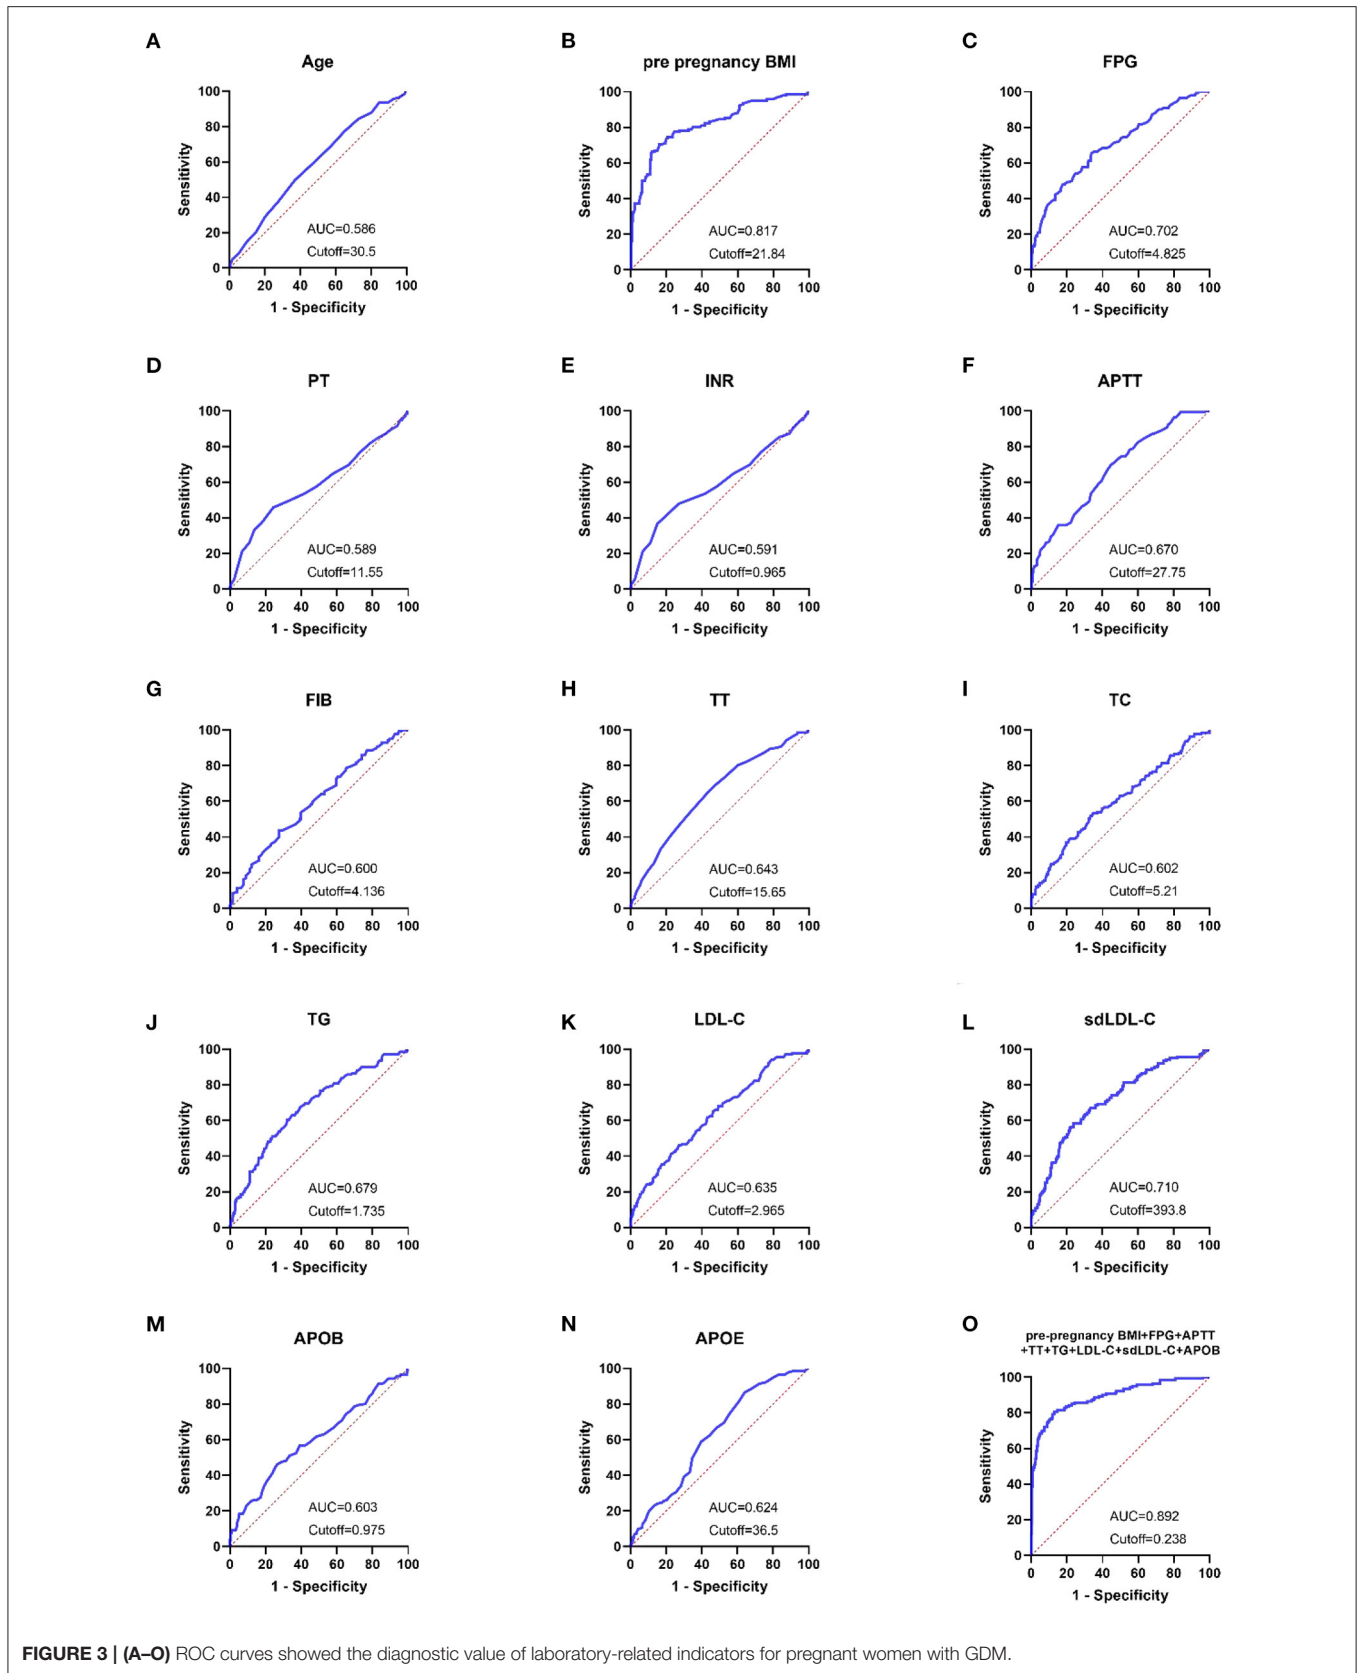 A
Age
100
80
60
40
20
0
Sensitivity
AUC=0.586
Cutoff=30.5
0 20 40 60 80 100
1 - Specificity
B
pre pregnancy BMI
100
80
60
40
20
0
Sensitivity
AUC=0.817
Cutoff=21.84
0 20 40 60 80 100
1 - Specificity
C
FPG
100
80
60
40
20
0
Sensitivity
AUC=0.702
Cutoff=4.825
0 20 40 60 80 100
1 - Specificity
D
PT
100
80
60
40
20
0
Sensitivity
AUC=0.589
Cutoff=11.55
0 20 40 60 80 100
1 - Specificity
E
INR
100
80
60
40
20
0
Sensitivity
AUC=0.591
Cutoff=0.965
0 20 40 60 80 100
1 - Specificity
F
APTT
100
80
60
40
20
0
Sensitivity
AUC=0.670
Cutoff=27.75
0 20 40 60 80 100
1 - Specificity
G
FIB
100
80
60
40
20
0
Sensitivity
AUC=0.600
Cutoff=4.136
0 20 40 60 80 100
1 - Specificity
H
TT
100
80
60
40
20
0
Sensitivity
AUC=0.643
Cutoff=15.65
0 20 40 60 80 100
1 - Specificity
I
TC
100
80
60
40
20
0
Sensitivity
AUC=0.602
Cutoff=5.21
0 20 40 60 80 100
1- Specificity
J
TG
100
80
60
40
20
0
Sensitivity
AUC=0.679
Cutoff=1.735
0 20 40 60 80 100
1 - Specificity
K
LDL-C
100
80
60
40
20
0
Sensitivity
AUC=0.635
Cutoff=2.965
0 20 40 60 80 100
1 - Specificity
L
sdLDL-C
100
80
60
40
20
0
Sensitivity
AUC=0.710
Cutoff=393.8
0 20 40 60 80 100
1 - Specificity
M
APOB
100
80
60
40
20
0
Sensitivity
AUC=0.603
Cutoff=0.975
0 20 40 60 80 100
1 - Specificity
N
APOE
100
80
60
40
20
0
Sensitivity
AUC=0.624
Cutoff=36.5
0 20 40 60 80 100
1 - Specificity
O
pre-pregnancy BMI+FPG+APTT
+TT+TG+LDL-C+sdLDL-C+APOB
100
80
60
40
20
0
Sensitivity
AUC=0.892
Cutoff=0.238
0 20 40 60 80 100
1 - Specificity
FIGURE 3 | (A–O) ROC curves showed the diagnostic value of laboratory-related indicators for pregnant women with GDM.